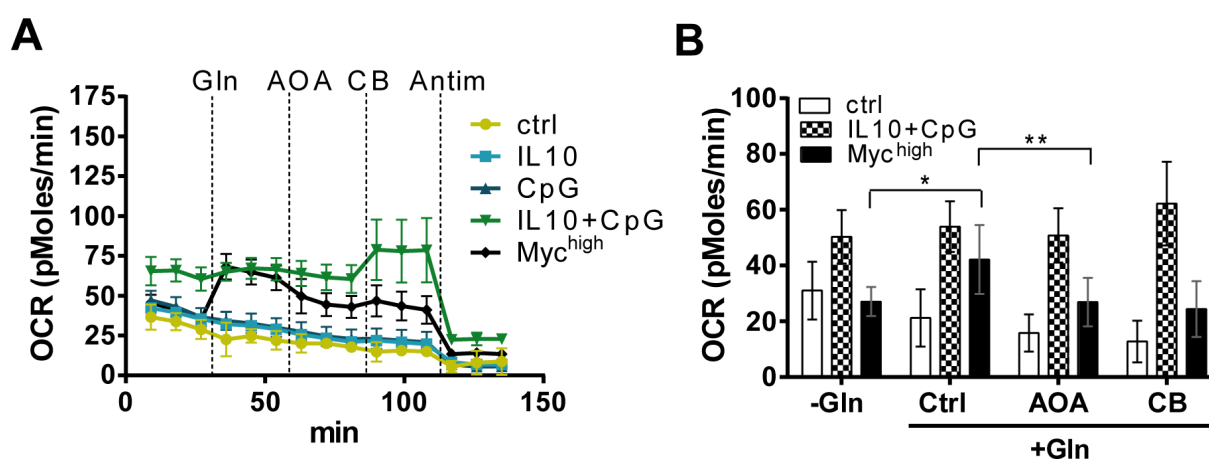 A
Gln AOA CB Antim
175
150
125
100
75
50
25
0
OCR (pMoles/min)
0 50 100 150
min
ctrl
IL10
CpG
IL10+CpG
Myc^high
B
100
80
60
40
20
0
OCR (pMoles/min)
ctrl
IL10+CpG
Myc^high
*
**
-Gln Ctrl AOA CB
+Gln